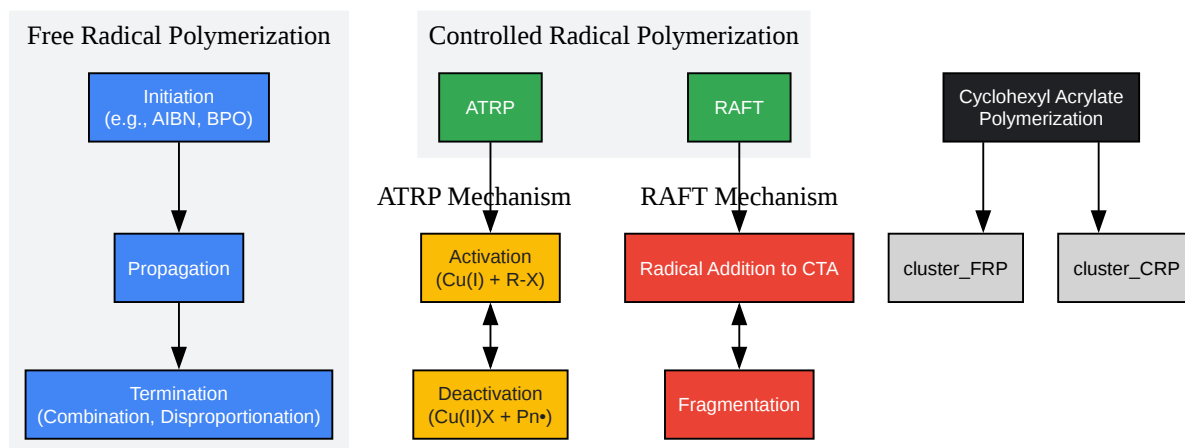 Free Radical Polymerization
Initiation
(e.g., AIBN, BPO)
Propagation
Termination
(Combination, Disproportionation)
Controlled Radical Polymerization
ATRP
RAFT
ATRP Mechanism
Activation
(Cu(I) + R-X)
Deactivation
(Cu(II)X + Pn•)
RAFT Mechanism
Radical Addition to CTA
Fragmentation
Cyclohexyl Acrylate
Polymerization
cluster_FRP
cluster_CRP